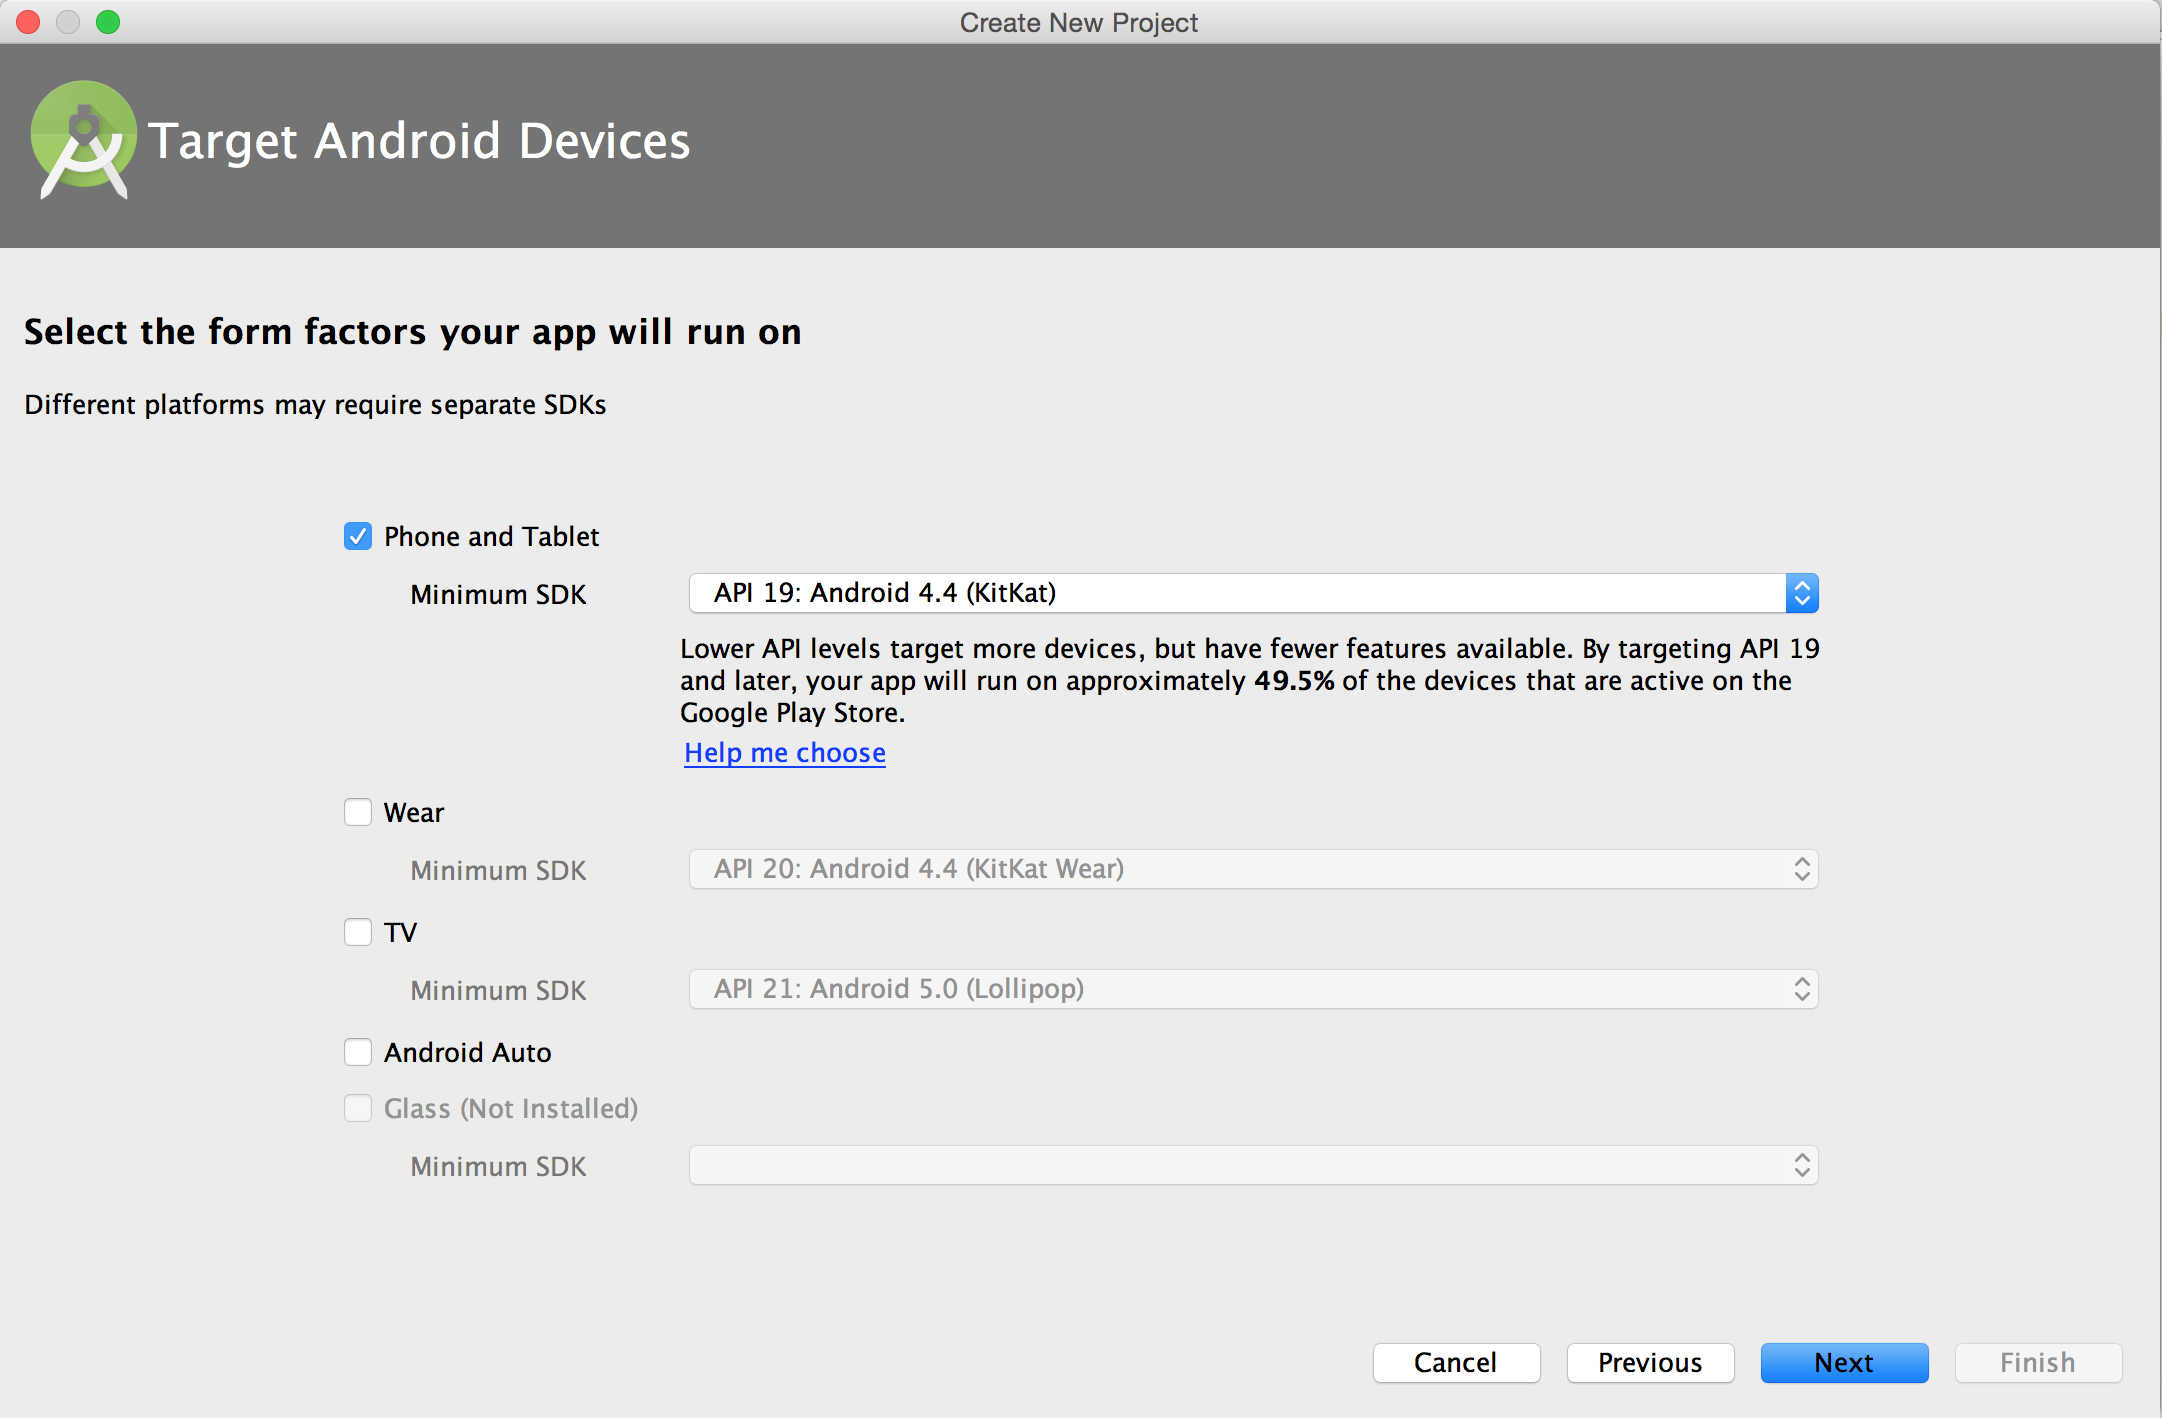 Create New Project
Target Android Devices
Select the form factors your app will run on
Different platforms may require separate SDKs
Phone and Tablet
Minimum SDK API 19: Android 4.4 (KitKat)
Lower API levels target more devices, but have fewer features available. By targeting API 19
and later, your app will run on approximately 49.5% of the devices that are active on the
Google Play Store.
Help me choose
Wear
Minimum SDK API 20: Android 4.4 (KitKat Wear)
TV
Minimum SDK API 21: Android 5.0 (Lollipop)
Android Auto
Glass (Not Installed)
Minimum SDK
Cancel Previous Next Finish